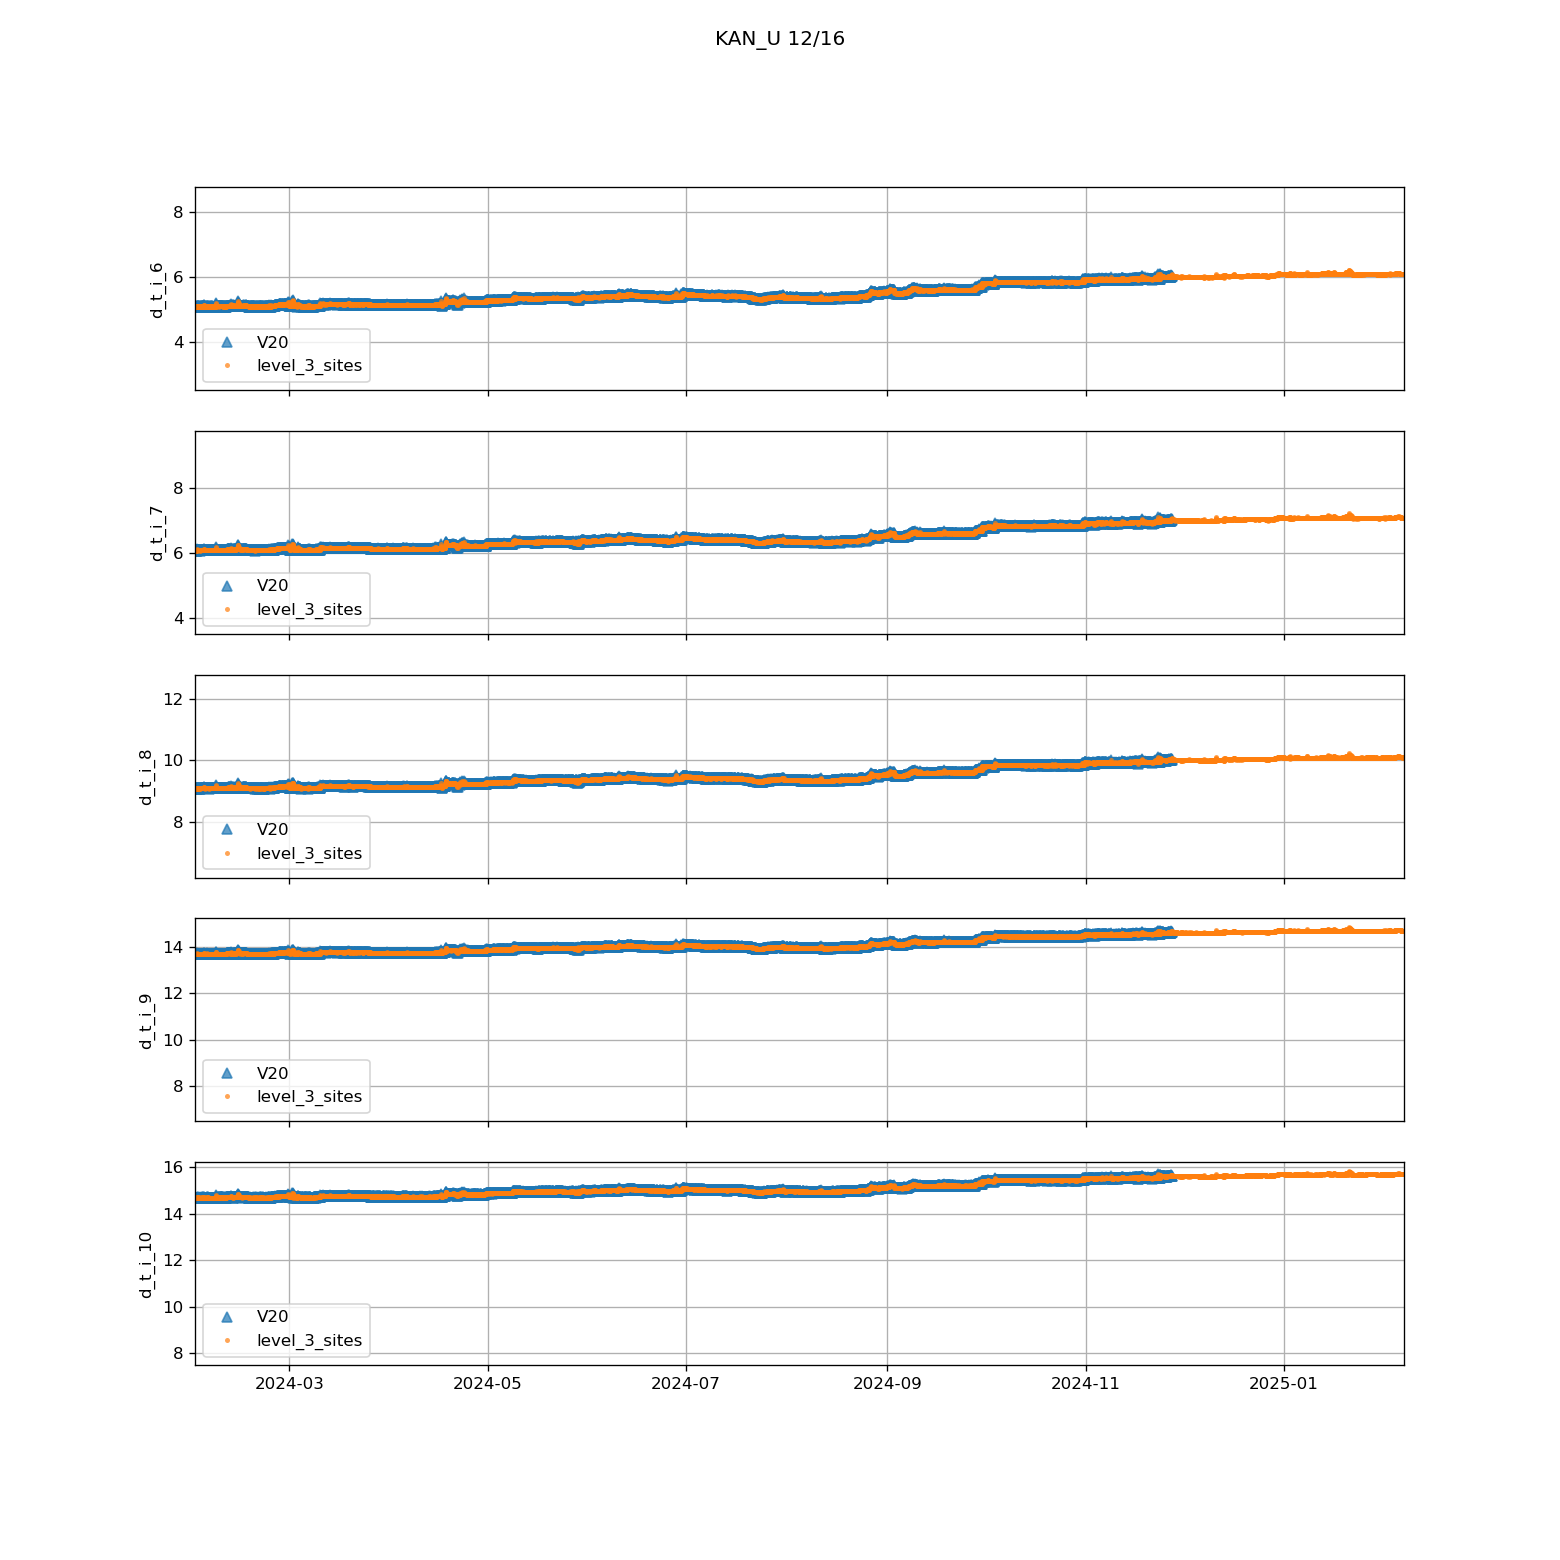 KAN_U 12/16
8
6
4
d_t_i_6
V20
level_3_sites
8
6
4
d_t_i_7
V20
level_3_sites
12
10
8
d_t_i_8
V20
level_3_sites
14
12
10
8
d_t_i_9
V20
level_3_sites
16
14
12
10
8
d_t_i_10
V20
level_3_sites
2024-03 2024-05 2024-07 2024-09 2024-11 2025-01